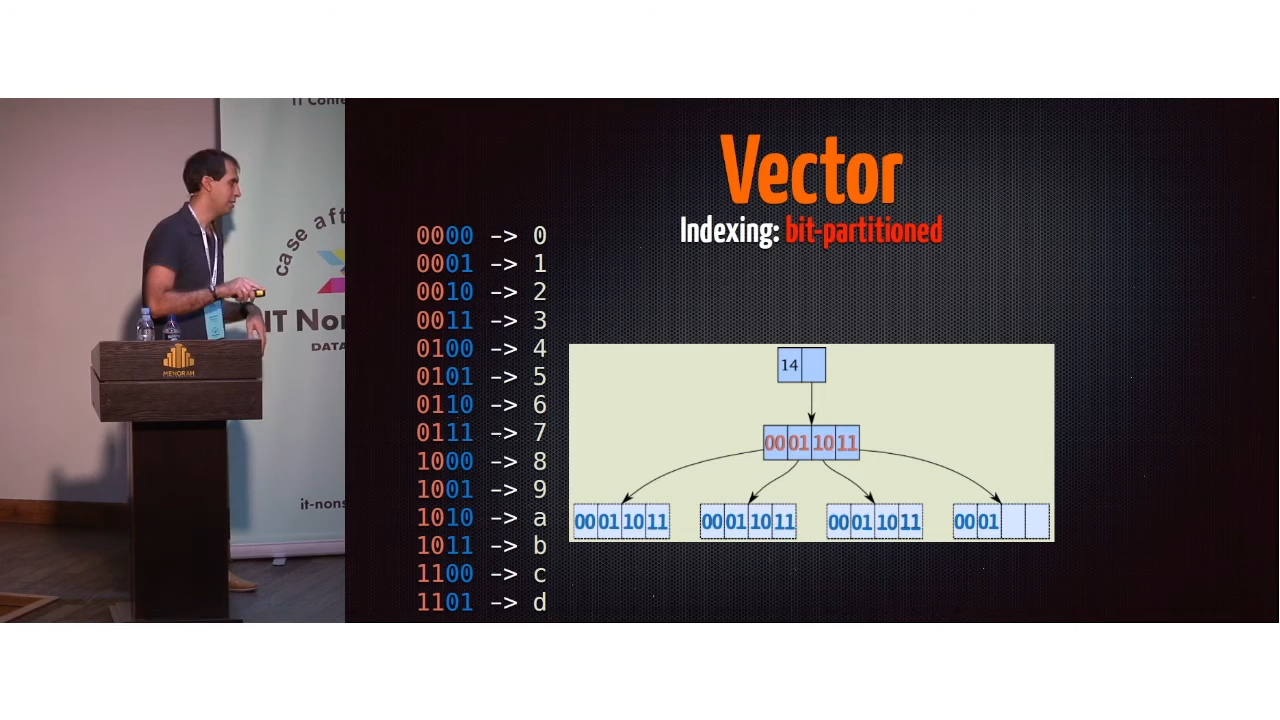 IT Confe
case aft
IT Non
DATA
it-nons
MENORAH
Vector
Indexing: bit-partitioned
0000 -> 0
0001 -> 1
0010 -> 2
0011 -> 3
0100 -> 4
0101 -> 5
0110 -> 6
0111 -> 7
1000 -> 8
1001 -> 9
1010 -> a
1011 -> b
1100 -> c
1101 -> d
14
00 01 10 11
00 01 10 11
00 01 10 11
00 01 10 11
00 01